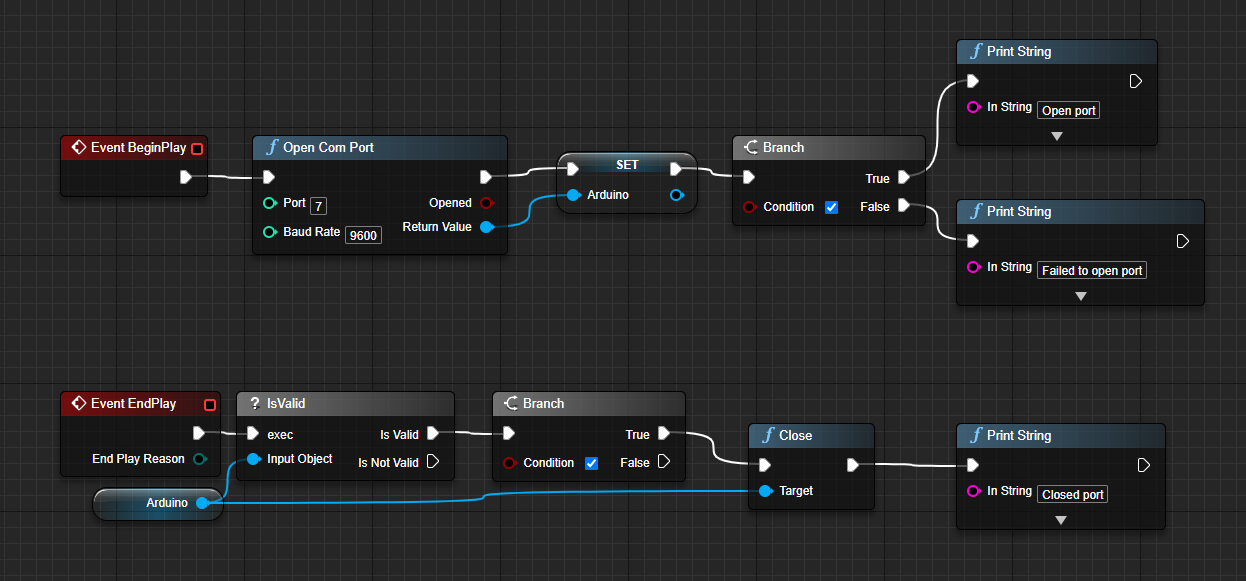 Print String
In String Open port
Event BeginPlay
Open Com Port
Port 7
Opened
Baud Rate 9600
Return Value
SET
Arduino
Branch
True
Condition
False
Print String
In String Failed to open port
Event EndPlay
End Play Reason
Arduino
? IsValid
exec
Is Valid
Input Object
Is Not Valid
Branch
True
Condition
False
Close
Target
Print String
In String Closed port